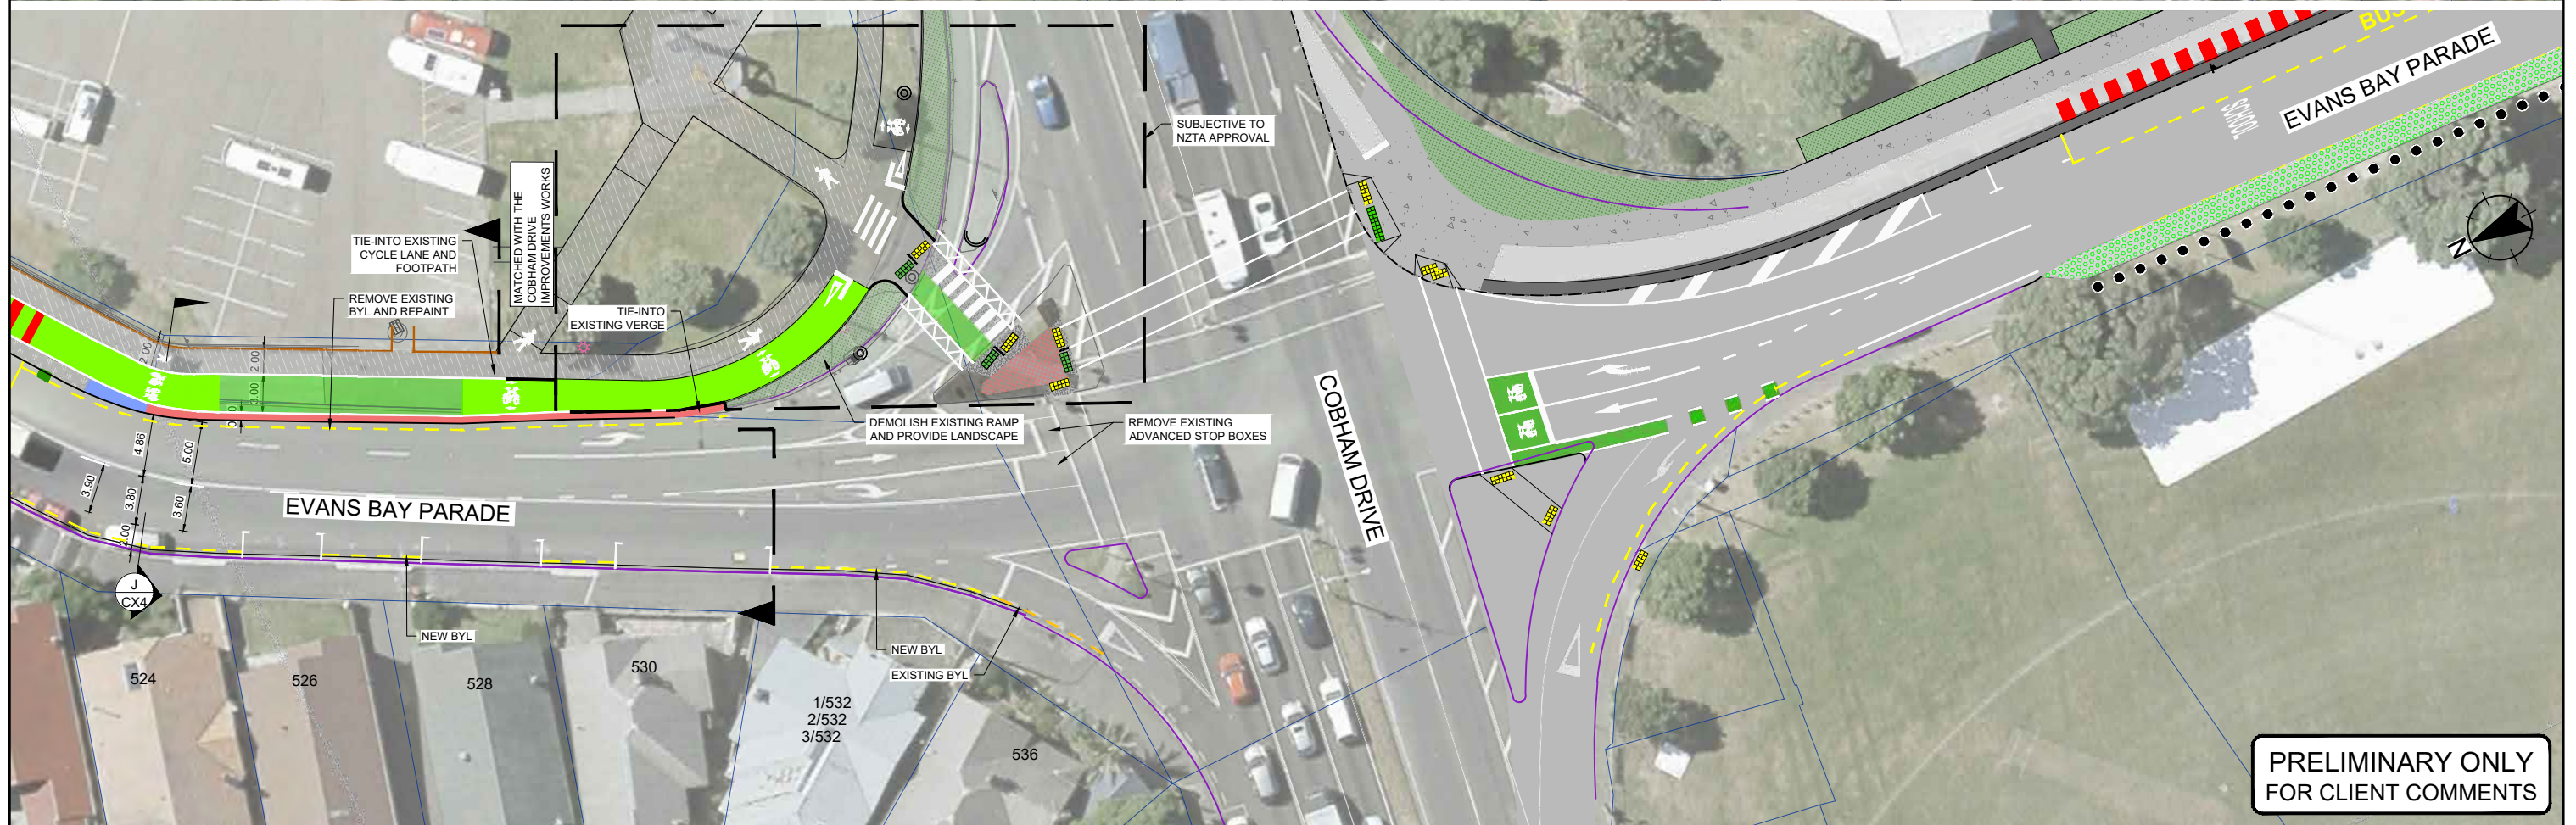 BUS
EVANS BAY PARADE
SCHOOL
SUBJECTIVE TO
NZTA APPROVAL
MATCHED WITH THE
COBHAM DRIVE
IMPROVEMENTS WORKS
TIE-INTO EXISTING
CYCLE LANE AND
FOOTPATH
REMOVE EXISTING
BYL AND REPAINT
TIE-INTO
EXISTING VERGE
N
2.00
2.00
3.00
DEMOLISH EXISTING RAMP
AND PROVIDE LANDSCAPE
REMOVE EXISTING
ADVANCED STOP BOXES
COBHAM DRIVE
4.86
5.00
3.90
3.80
3.60
2.00
EVANS BAY PARADE
J
CX4
NEW BYL
NEW BYL
EXISTING BYL
524
526
528
530
1/532
2/532
3/532
536
PRELIMINARY ONLY
FOR CLIENT COMMENTS